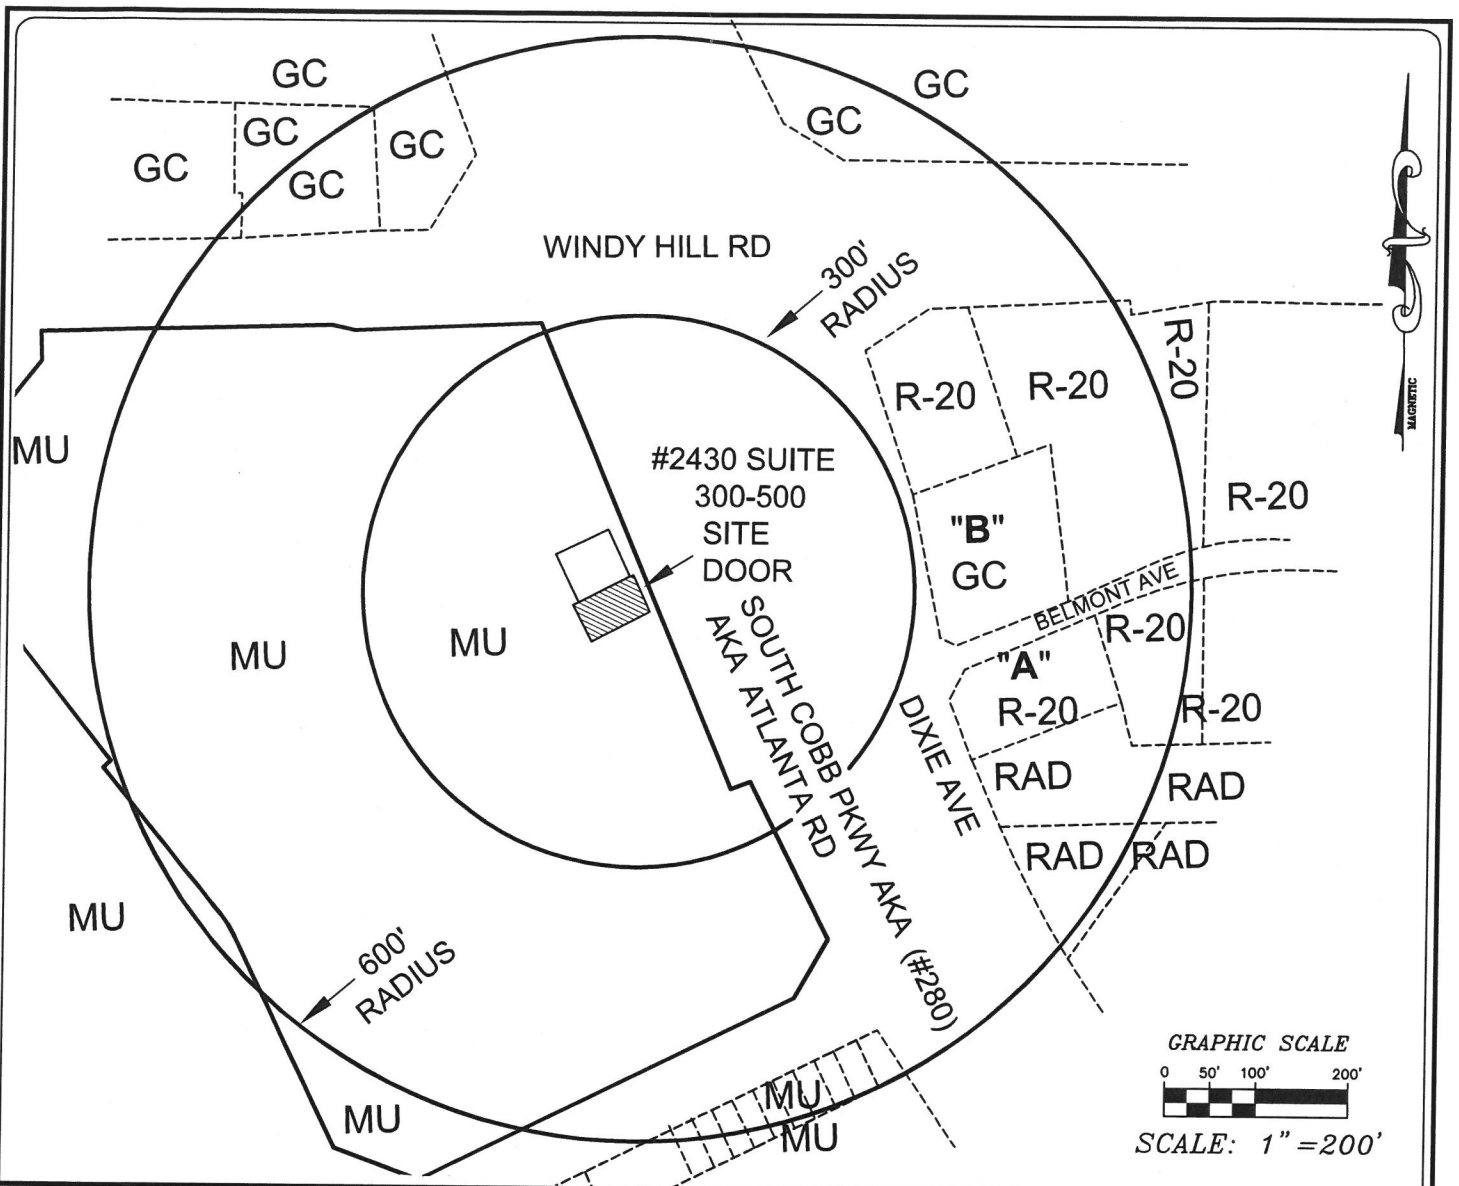 GC
GC
GC
GC
GC
GC
GC
WINDY HILL RD
300'
RADIUS
MAGNETIC
R-20
R-20
R-20
MU
#2430 SUITE
300-500
SITE
DOOR
R-20
"B"
GC
BELMONT AVE
MU
MU
R-20
"A"
R-20
R-20
SOUTH COBB PKWY AKA (#280)
AKA ATLANTA RD
DIXIE AVE
RAD
RAD
RAD
RAD
MU
600'
RADIUS
GRAPHIC SCALE
0 50' 100' 200'
SCALE: 1"=200'
MU
MU
MU